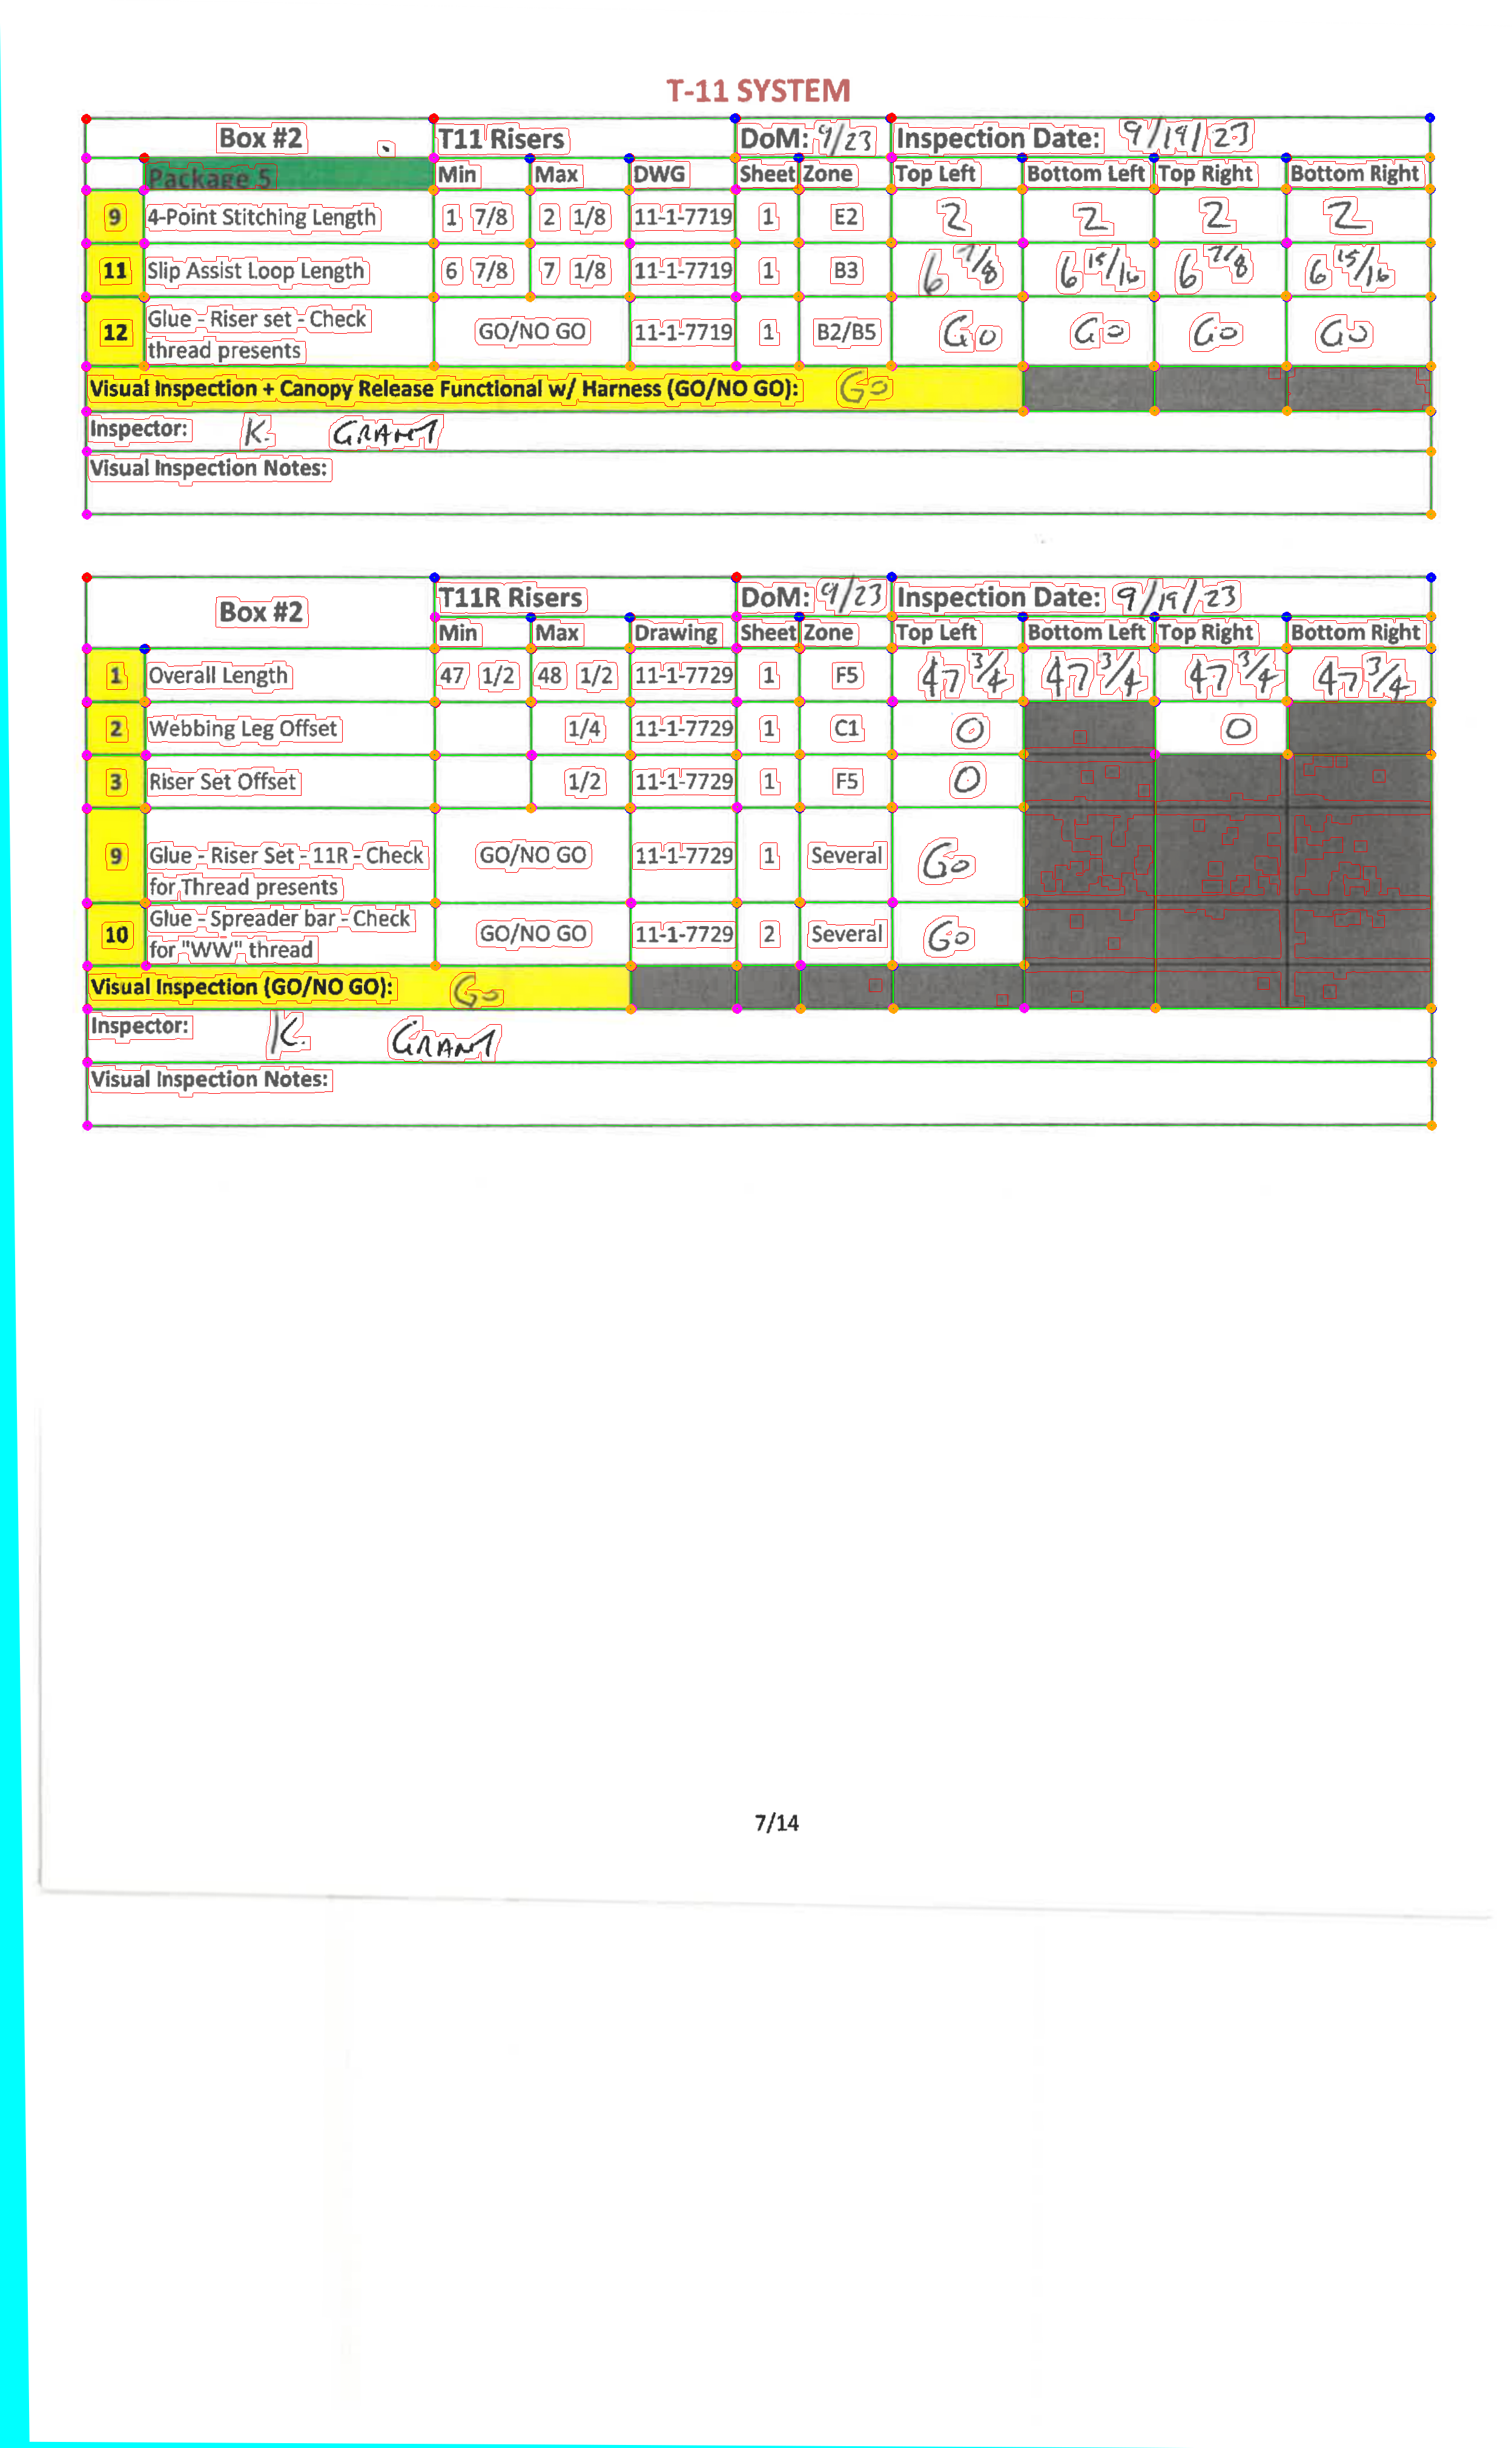 T-11 SYSTEM
Box #2 T11 Risers DoM: 9/23 Inspection Date: 9/19/23
Package 5 Min Max DWG Sheet Zone Top Left Bottom Left Top Right Bottom Right
9 4-Point Stitching Length 1 7/8 2 1/8 11-1-7719 1 E2 2 2 2 2
11 Slip Assist Loop Length 6 7/8 7 1/8 11-1-7719 1 B3 6 7/8 6 15/16 6 7/8 6 15/16
12 Glue - Riser set - Check
thread presents GO/NO GO 11-1-7719 1 B2/B5 Go Go Go Go
Visual Inspection + Canopy Release Functional w/ Harness (GO/NO GO): Go
Inspector: K. GRANT
Visual Inspection Notes:
Box #2 T11R Risers DoM: 9/23 Inspection Date: 9/19/23
Min Max Drawing Sheet Zone Top Left Bottom Left Top Right Bottom Right
1 Overall Length 47 1/2 48 1/2 11-1-7729 1 F5 47 3/4 47 3/4 47 3/4 47 3/4
2 Webbing Leg Offset 1/4 11-1-7729 1 C1 0 0
3 Riser Set Offset 1/2 11-1-7729 1 F5 0
9 Glue - Riser Set - 11R - Check
for Thread presents GO/NO GO 11-1-7729 1 Several Go
10 Glue - Spreader bar - Check
for "WW" thread GO/NO GO 11-1-7729 2 Several Go
Visual Inspection (GO/NO GO): Go
Inspector: K. GRANT
Visual Inspection Notes:
7/14